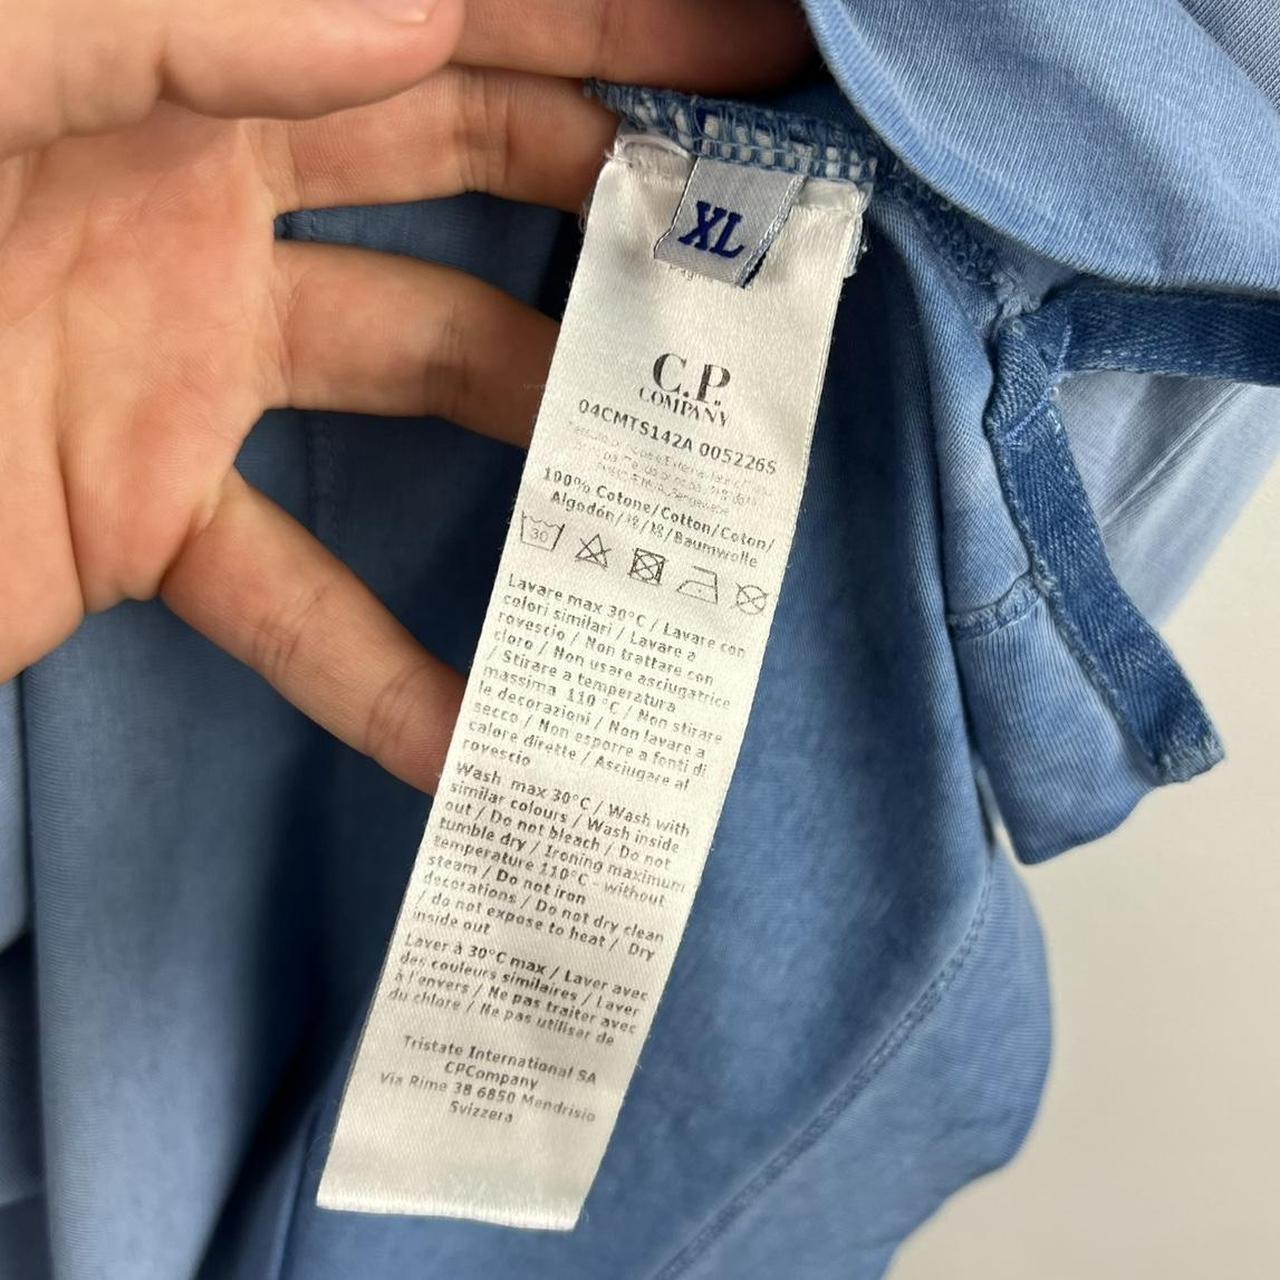 XL
C.P.
COMPANY
04CMTS142A 005226S
100% Cotone/Cotton/Coton/
Algodón/棉/棉/Baumwolle
30
Lavare max 30°C / Lavare con
colori similari / Lavare a
rovescio / Non trattare con
cloro / Non usare asciugatrice
/ Stirare a temperatura
massima 110 °C / Non stirare
le decorazioni / Non lavare a
secco / Non esporre a fonti di
calore dirette / Asciugare al
rovescio
Wash max 30°C / Wash with
similar colours / Wash inside
out / Do not bleach / Do not
tumble dry / Ironing maximum
temperature 110°C - without
steam / Do not iron
decorations / Do not dry clean
/ do not expose to heat / Dry
inside out
Laver à 30°C max / Laver avec
des couleurs similaires / Laver
à l'envers / Ne pas traiter avec
du chlore / Ne pas utiliser de
Tristate International SA
CPCompany
Via Rime 38 6850 Mendrisio
Svizzera